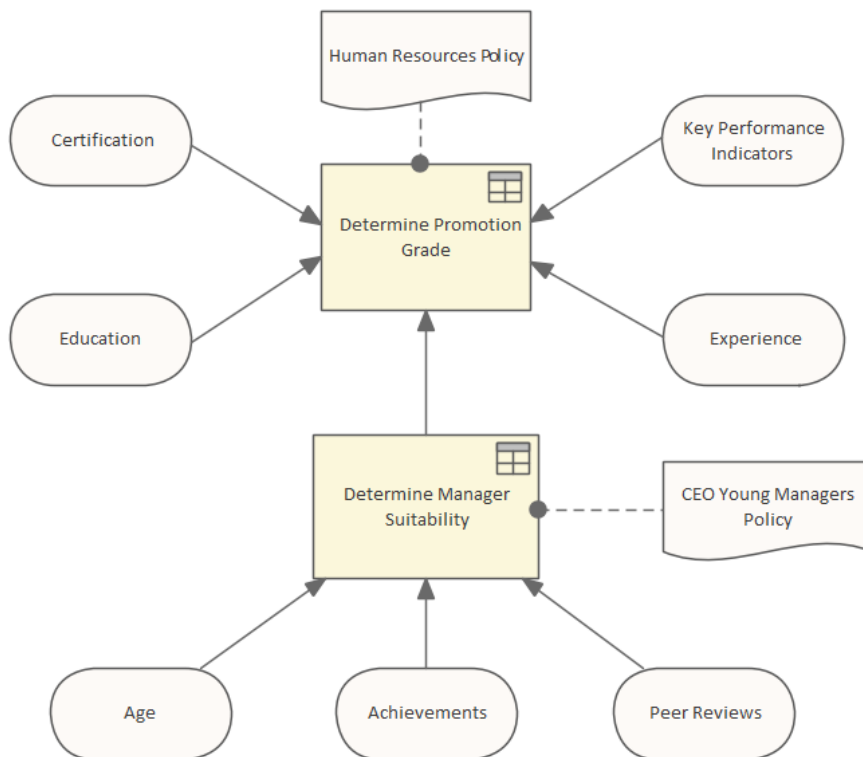 Human Resources Policy
Certification
Key Performance
Indicators
Determine Promotion
Grade
Education
Experience
Determine Manager
Suitability
CEO Young Managers
Policy
Age
Achievements
Peer Reviews